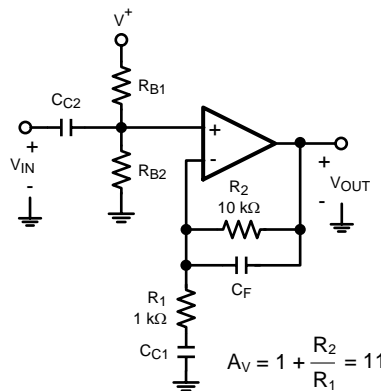 V+
CC2
RB1
+
-
VIN
+
-
RB2
R2
10 kΩ
+
-
VOUT
CF
R1
1 kΩ
CC1
AV = 1 + R2/R1 = 11